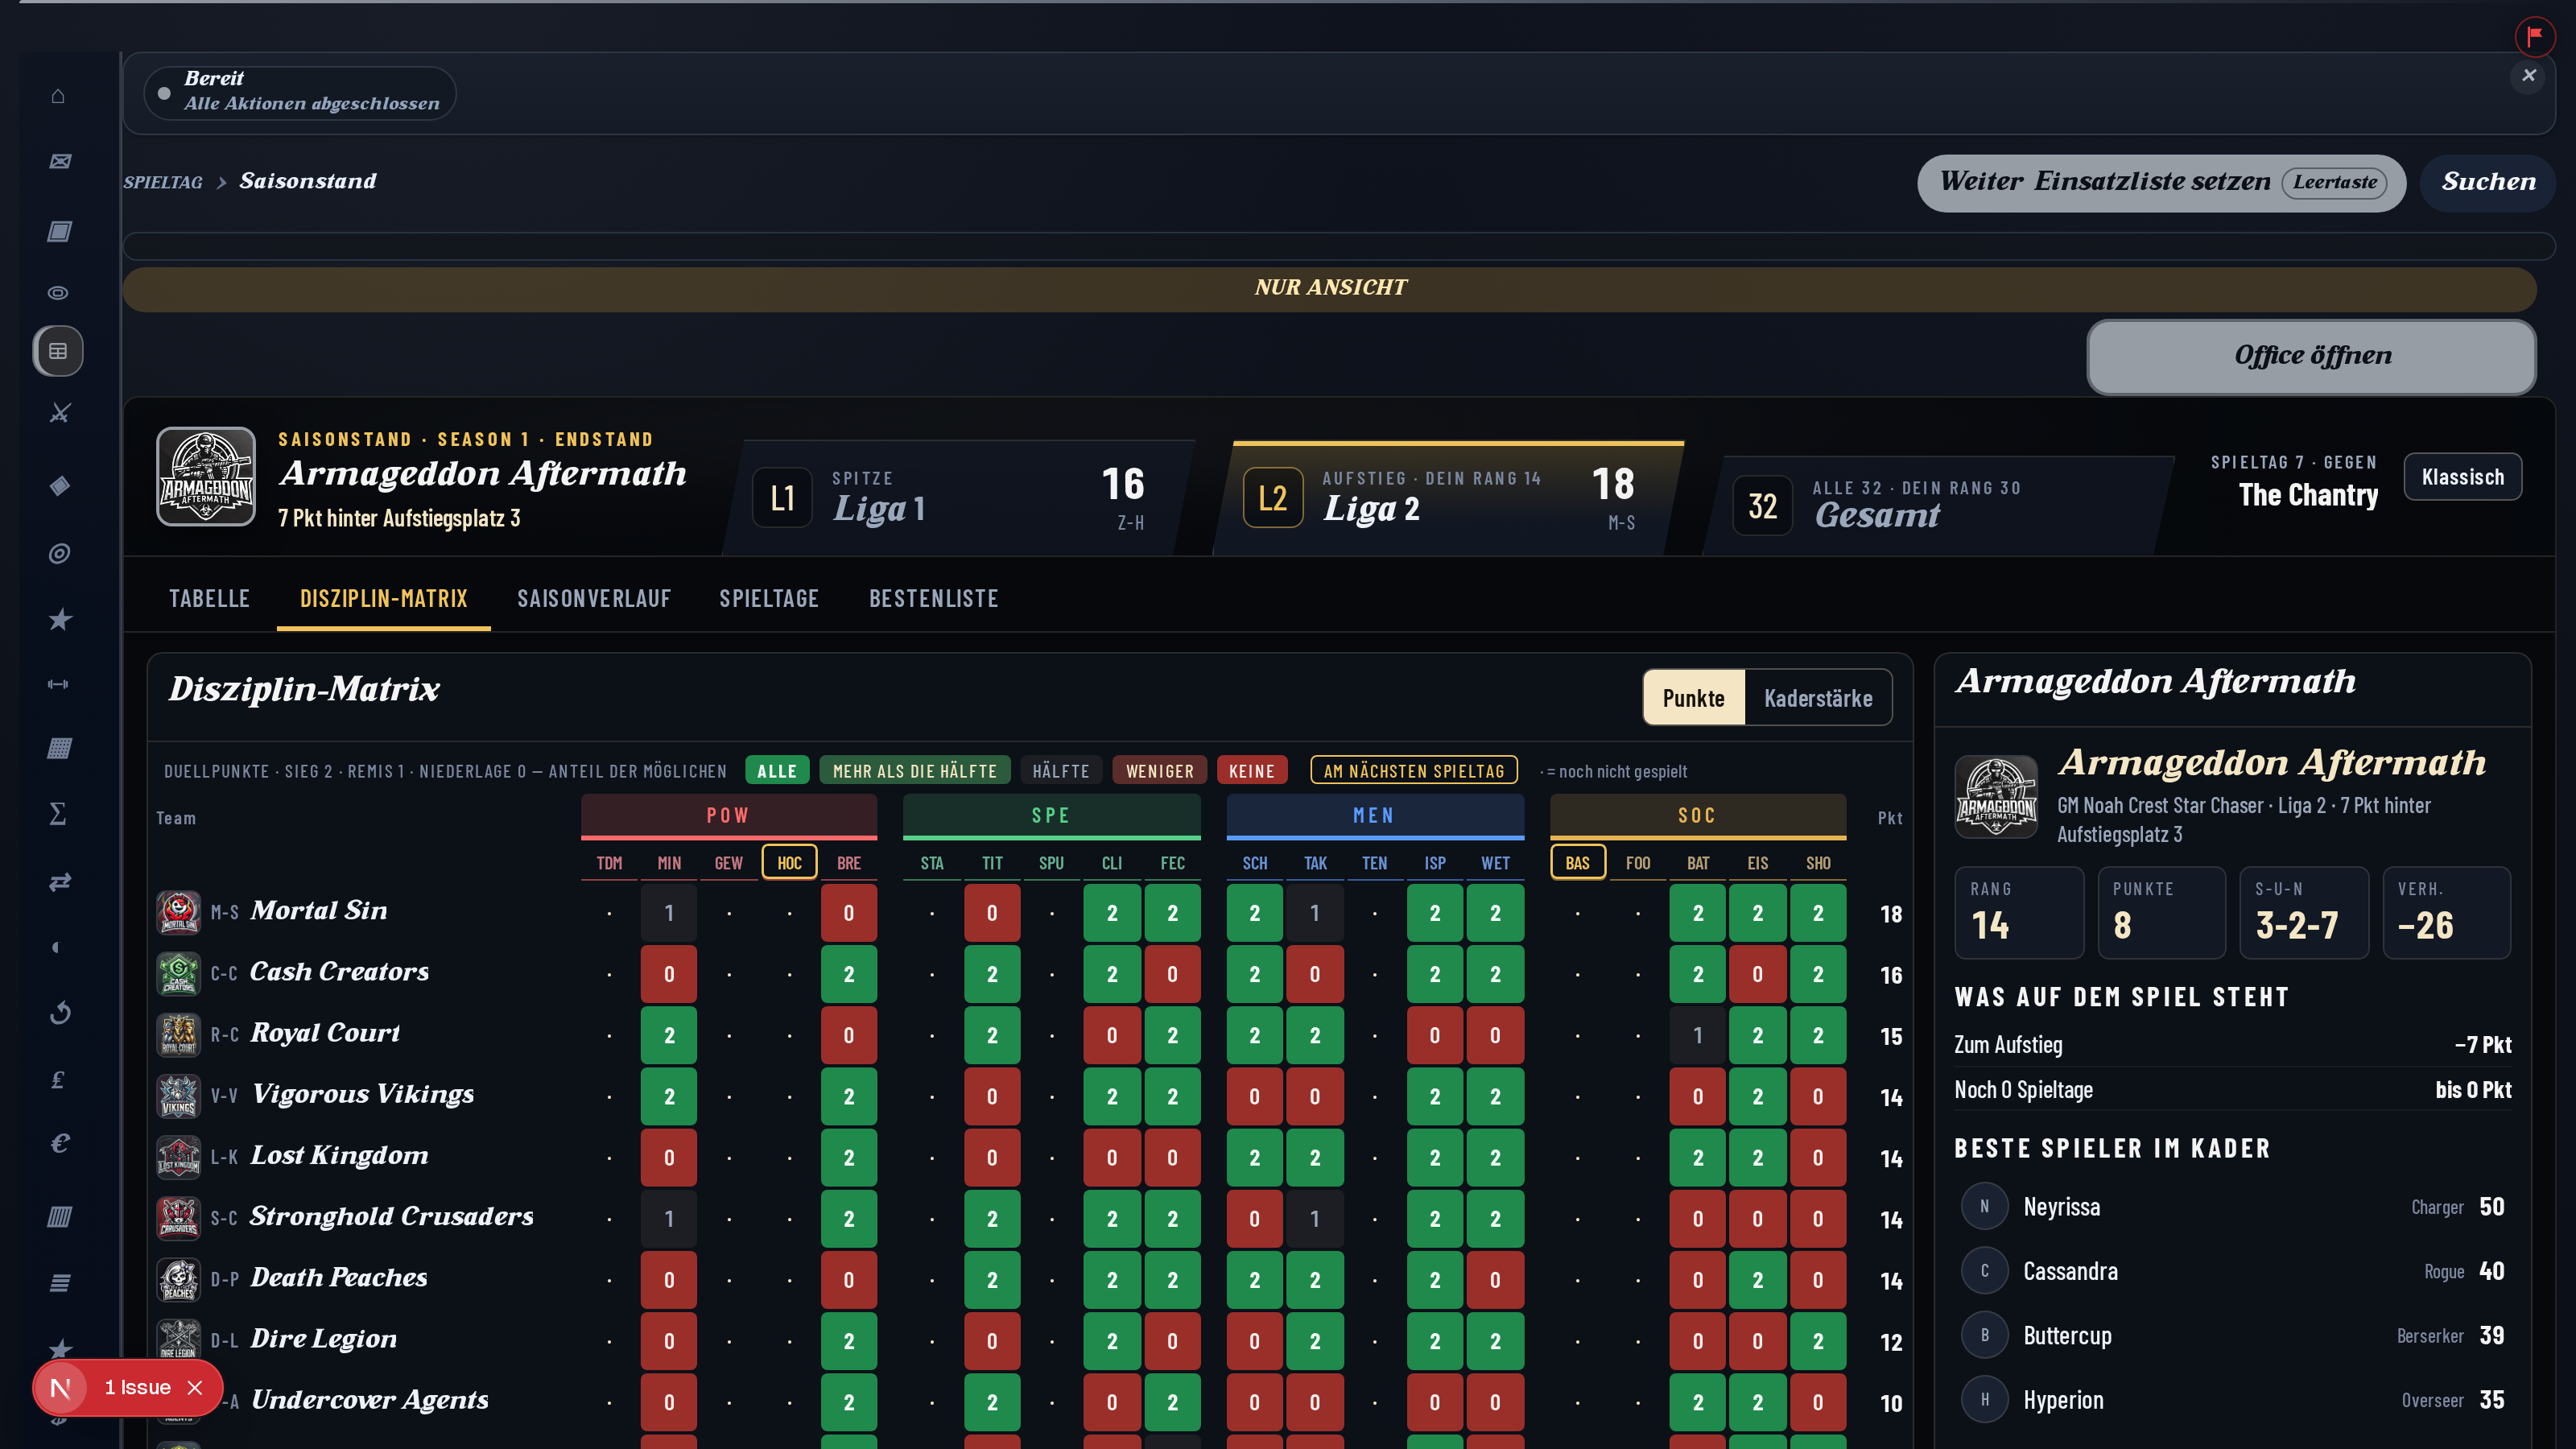 Bereit
Alle Aktionen abgeschlossen
SPIELTAG > Saisonstand
Weiter Einsatzliste setzen Leertaste
Suchen
NUR ANSICHT
Office öffnen
SAISONSTAND · SEASON 1 · ENDSTAND
Armageddon Aftermath
7 Pkt hinter Aufstiegsplatz 3
L1 SPITZE 16
Liga 1 Z-H
L2 AUFSTIEG · DEIN RANG 14 18
Liga 2 M-S
32 ALLE 32 · DEIN RANG 30
Gesamt
SPIELTAG 7 · GEGEN
The Chantry
Klassisch
TABELLE DISZIPLIN-MATRIX SAISONVERLAUF SPIELTAGE BESTENLISTE
Disziplin-Matrix
Punkte Kaderstärke
DUELLPUNKTE · SIEG 2 · REMIS 1 · NIEDERLAGE 0 — ANTEIL DER MÖGLICHEN ALLE MEHR ALS DIE HÄLFTE HÄLFTE WENIGER KEINE AM NÄCHSTEN SPIELTAG · = noch nicht gespielt
Team POW SPE MEN SOC Pkt
TDM MIN GEW HOC BRE STA TIT SPU CLI FEC SCH TAK TEN ISP WET BAS FOO BAT EIS SHO
M-S Mortal Sin · 1 · · 0 · 0 · 2 2 2 1 · 2 2 · · 2 2 2 18
C-C Cash Creators · 0 · · 2 · 2 · 2 0 2 0 · 2 2 · · 2 0 2 16
R-C Royal Court · 2 · · 0 · 2 · 0 2 2 2 · 0 0 · · 1 2 2 15
V-V Vigorous Vikings · 2 · · 2 · 0 · 2 2 0 0 · 2 2 · · 0 2 0 14
L-K Lost Kingdom · 0 · · 2 · 0 · 0 0 2 2 · 2 2 · · 2 2 0 14
S-C Stronghold Crusaders · 1 · · 2 · 2 · 2 2 0 1 · 2 2 · · 0 0 0 14
D-P Death Peaches · 0 · · 0 · 2 · 2 2 2 2 · 2 0 · · 0 2 0 14
D-L Dire Legion · 0 · · 2 · 0 · 2 0 0 2 · 2 2 · · 0 0 2 12
-A Undercover Agents · 0 · · 2 · 2 · 0 2 0 0 · 0 0 · · 2 2 0 10
Armageddon Aftermath
Armageddon Aftermath
GM Noah Crest Star Chaser · Liga 2 · 7 Pkt hinter
Aufstiegsplatz 3
RANG PUNKTE S-U-N VERH.
14 8 3-2-7 −26
WAS AUF DEM SPIEL STEHT
Zum Aufstieg −7 Pkt
Noch 0 Spieltage bis 0 Pkt
BESTE SPIELER IM KADER
N Neyrissa Charger 50
C Cassandra Rogue 40
B Buttercup Berserker 39
H Hyperion Overseer 35
N 1 Issue